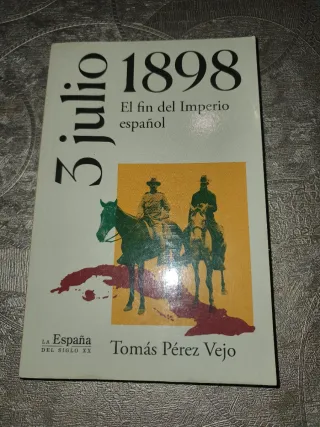 3 julio
1898
El fin del Imperio
español
LA España
DEL SIGLO XX
Tomás Pérez Vejo